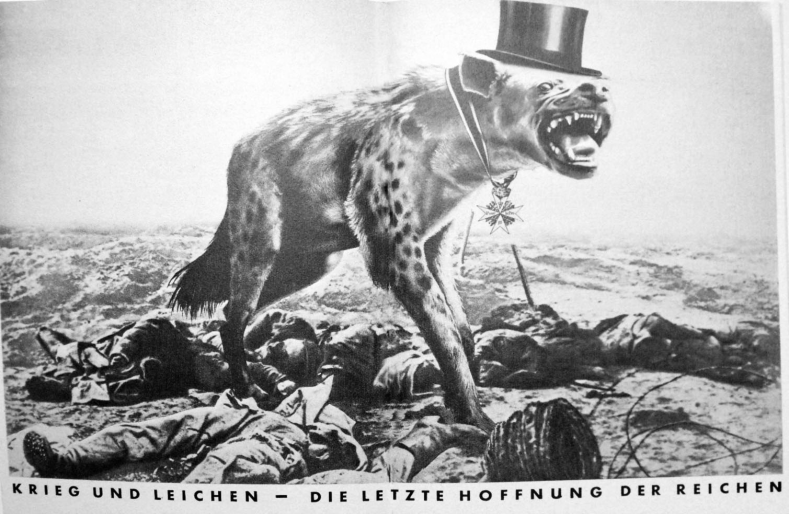 KRIEG UND LEICHEN – DIE LETZTE HOFFNUNG DER REICHEN